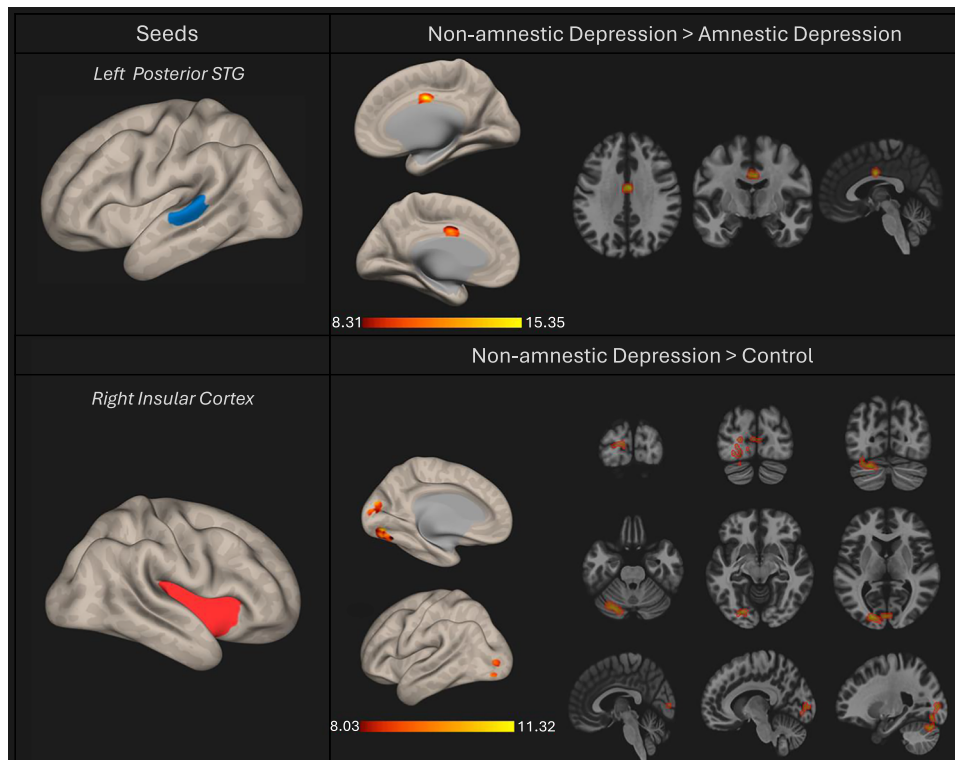 Seeds
Non-amnestic Depression > Amnestic Depression
Left Posterior STG
8.31
15.35
Non-amnestic Depression > Control
Right Insular Cortex
8.03
11.32